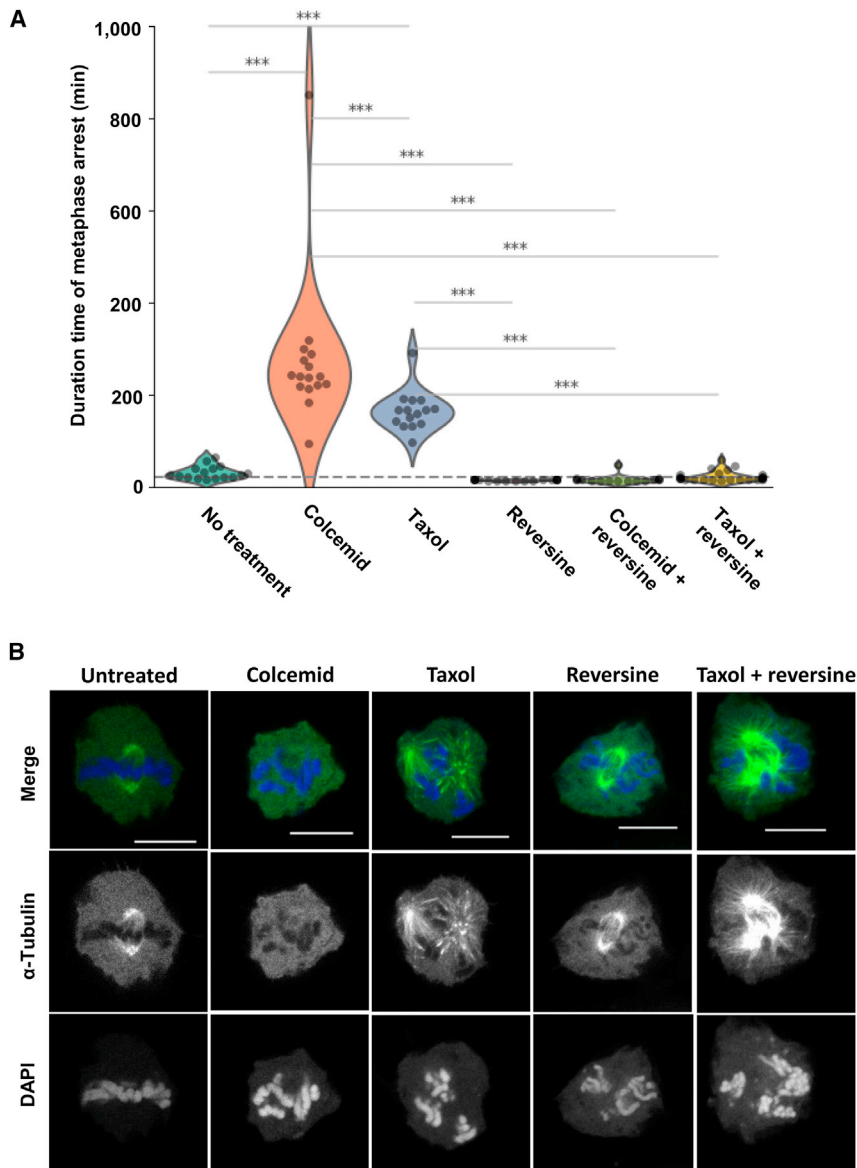 A
Duration time of metaphase arrest (min)
1,000
800
600
200
200
0
***
***
***
***
***
***
***
***
***
No treatment
Colcemid
Taxol
Reversine
Colcemid +
reversine
Taxol +
reversine
B
Untreated
Colcemid
Taxol
Reversine
Taxol + reversine
Merge
α-Tubulin
DAPI